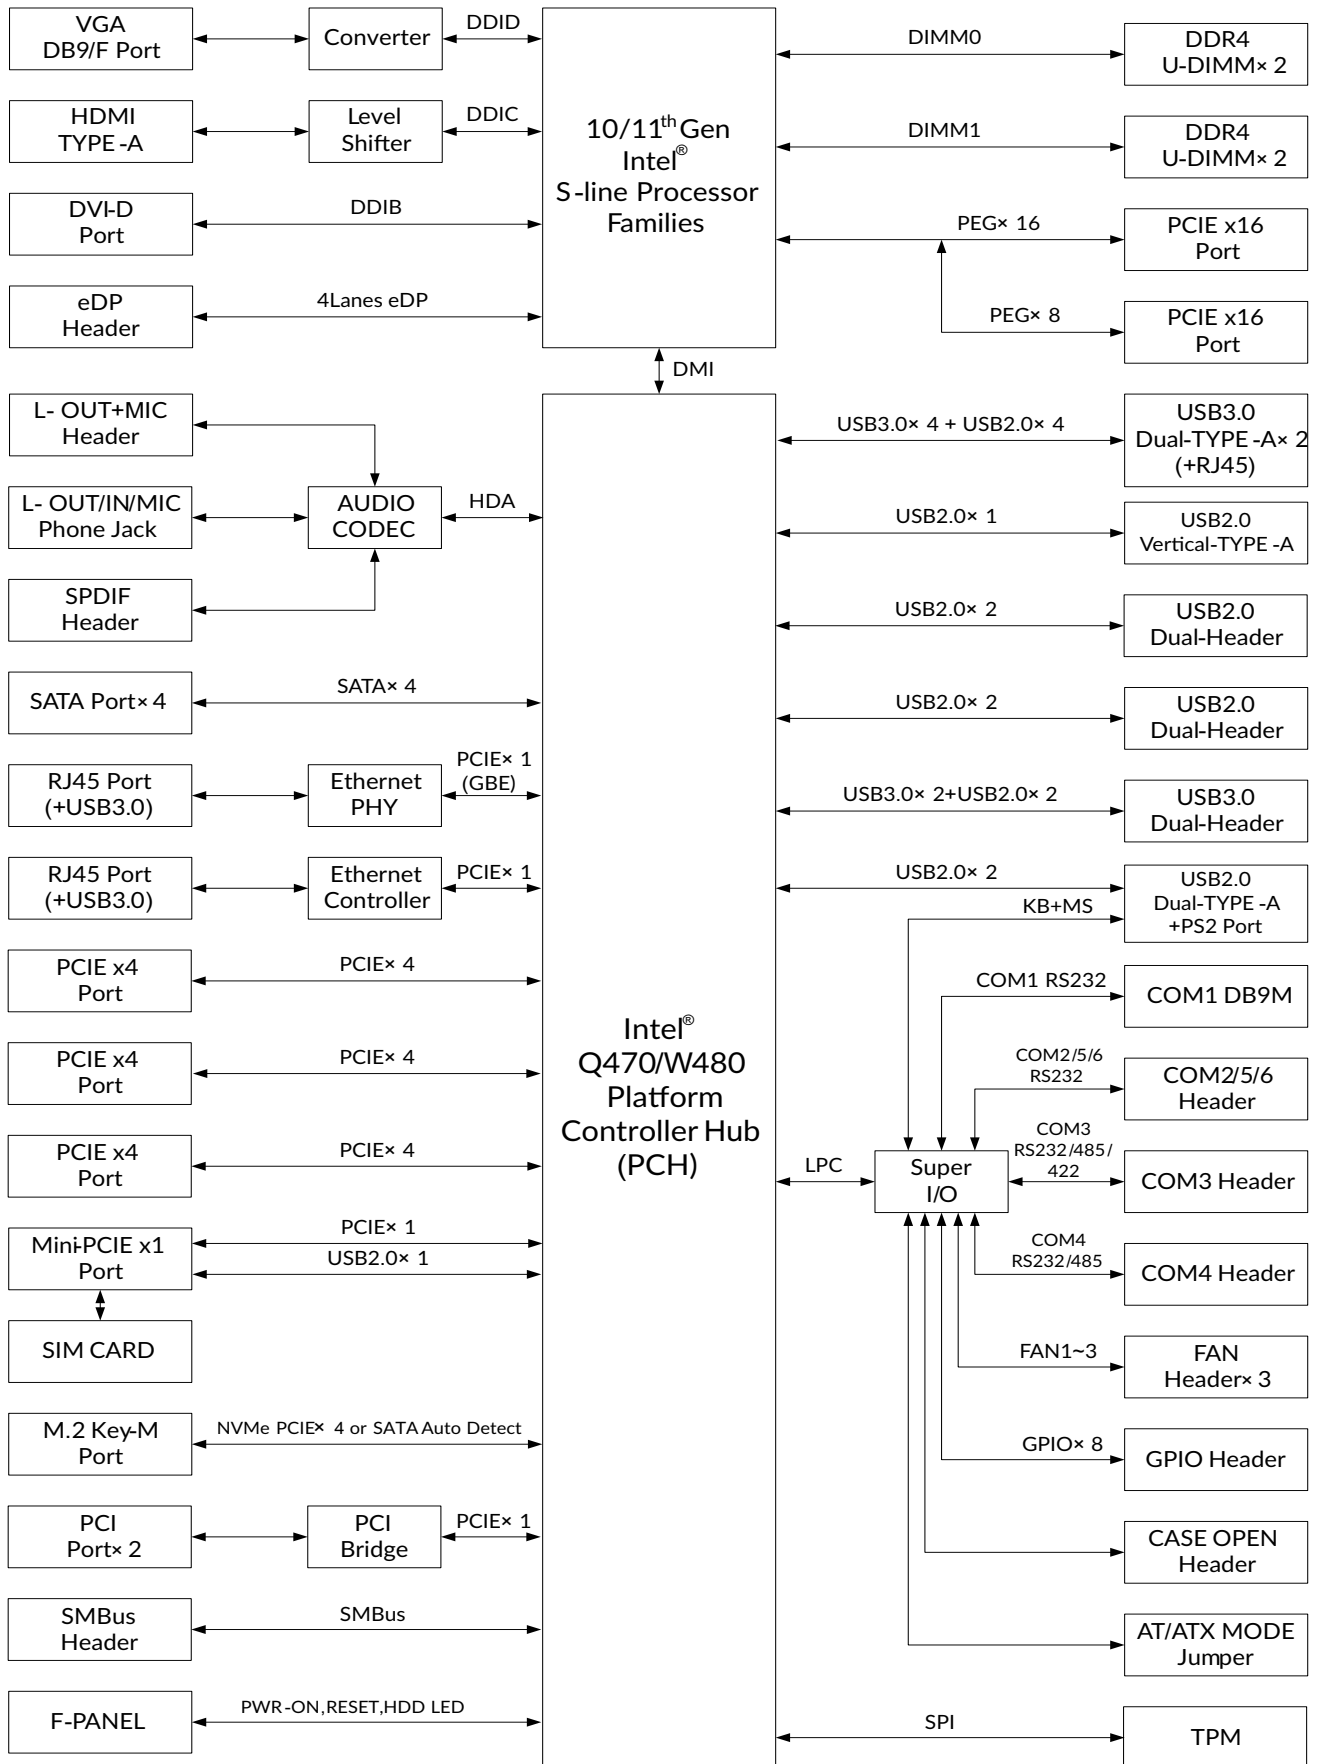 VGA
DB9/F Port
Converter
DDID
HDMI
TYPE-A
Level
Shifter
DDIC
DVI-D
Port
DDIB
eDP
Header
4Lanes eDP
10/11th Gen
Intel®
S-line Processor
Families
DIMM0
DDR4
U-DIMM× 2
DIMM1
DDR4
U-DIMM× 2
PEG× 16
PCIE x16
Port
PEG× 8
PCIE x16
Port
DMI
L- OUT+MIC
Header
L- OUT/IN/MIC
Phone Jack
AUDIO
CODEC
HDA
SPDIF
Header
SATA Port× 4
SATA× 4
RJ45 Port
(+USB3.0)
Ethernet
PHY
PCIE× 1
(GBE)
RJ45 Port
(+USB3.0)
Ethernet
Controller
PCIE× 1
PCIE x4
Port
PCIE× 4
PCIE x4
Port
PCIE× 4
PCIE x4
Port
PCIE× 4
Mini-PCIE x1
Port
PCIE× 1
USB2.0× 1
SIM CARD
M.2 Key-M
Port
NVMe PCIE× 4 or SATA Auto Detect
PCI
Port× 2
PCI
Bridge
PCIE× 1
SMBus
Header
SMBus
F-PANEL
PWR-ON,RESET,HDD LED
Intel®
Q470/W480
Platform
Controller Hub
(PCH)
USB3.0× 4 + USB2.0× 4
USB3.0
Dual-TYPE-A× 2
(+RJ45)
USB2.0× 1
USB2.0
Vertical-TYPE-A
USB2.0× 2
USB2.0
Dual-Header
USB2.0× 2
USB2.0
Dual-Header
USB3.0× 2+USB2.0× 2
USB3.0
Dual-Header
USB2.0× 2
USB2.0
Dual-TYPE-A
+PS2 Port
KB+MS
COM1 RS232
COM1 DB9M
COM2/5/6
RS232
COM2/5/6
Header
LPC
Super
I/O
COM3
RS232/485/
422
COM3 Header
COM4
RS232/485
COM4 Header
FAN1~3
FAN
Header× 3
GPIO× 8
GPIO Header
CASE OPEN
Header
AT/ATX MODE
Jumper
SPI
TPM